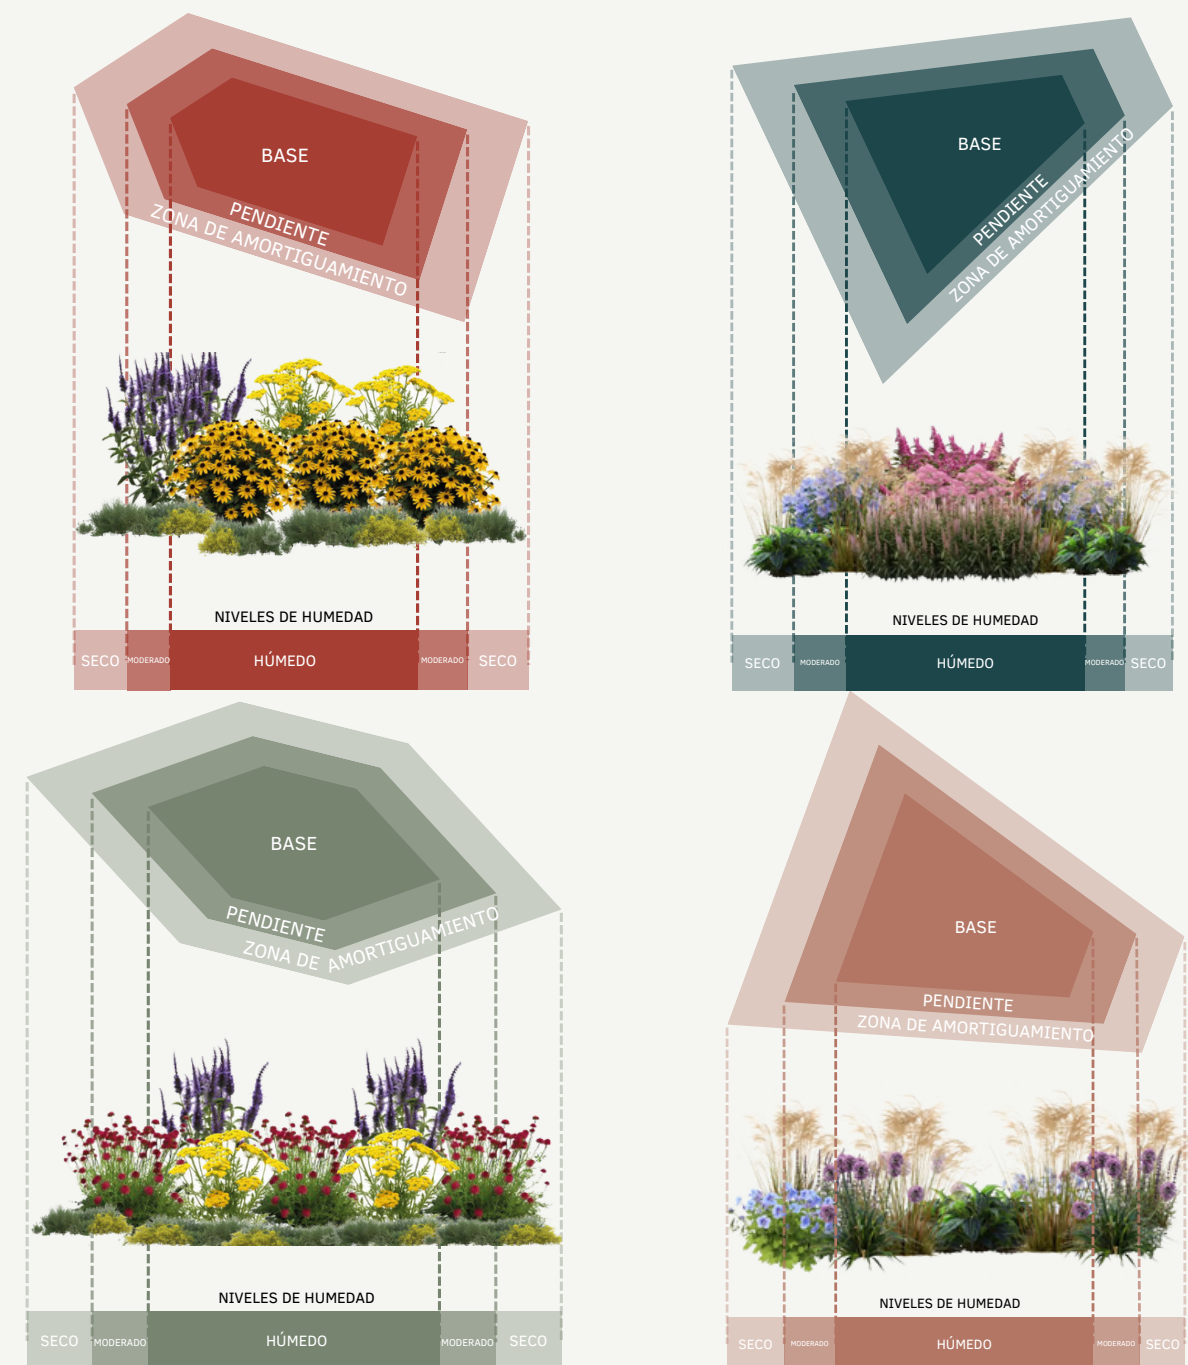 BASE
PENDIENTE
ZONA DE AMORTIGUAMIENTO
NIVELES DE HUMEDAD
SECO MODERADO HÚMEDO MODERADO SECO
BASE
PENDIENTE
ZONA DE AMORTIGUAMIENTO
NIVELES DE HUMEDAD
SECO MODERADO HÚMEDO MODERADO SECO
BASE
PENDIENTE
ZONA DE AMORTIGUAMIENTO
NIVELES DE HUMEDAD
SECO MODERADO HÚMEDO MODERADO SECO
BASE
PENDIENTE
ZONA DE AMORTIGUAMIENTO
NIVELES DE HUMEDAD
SECO MODERADO HÚMEDO MODERADO SECO